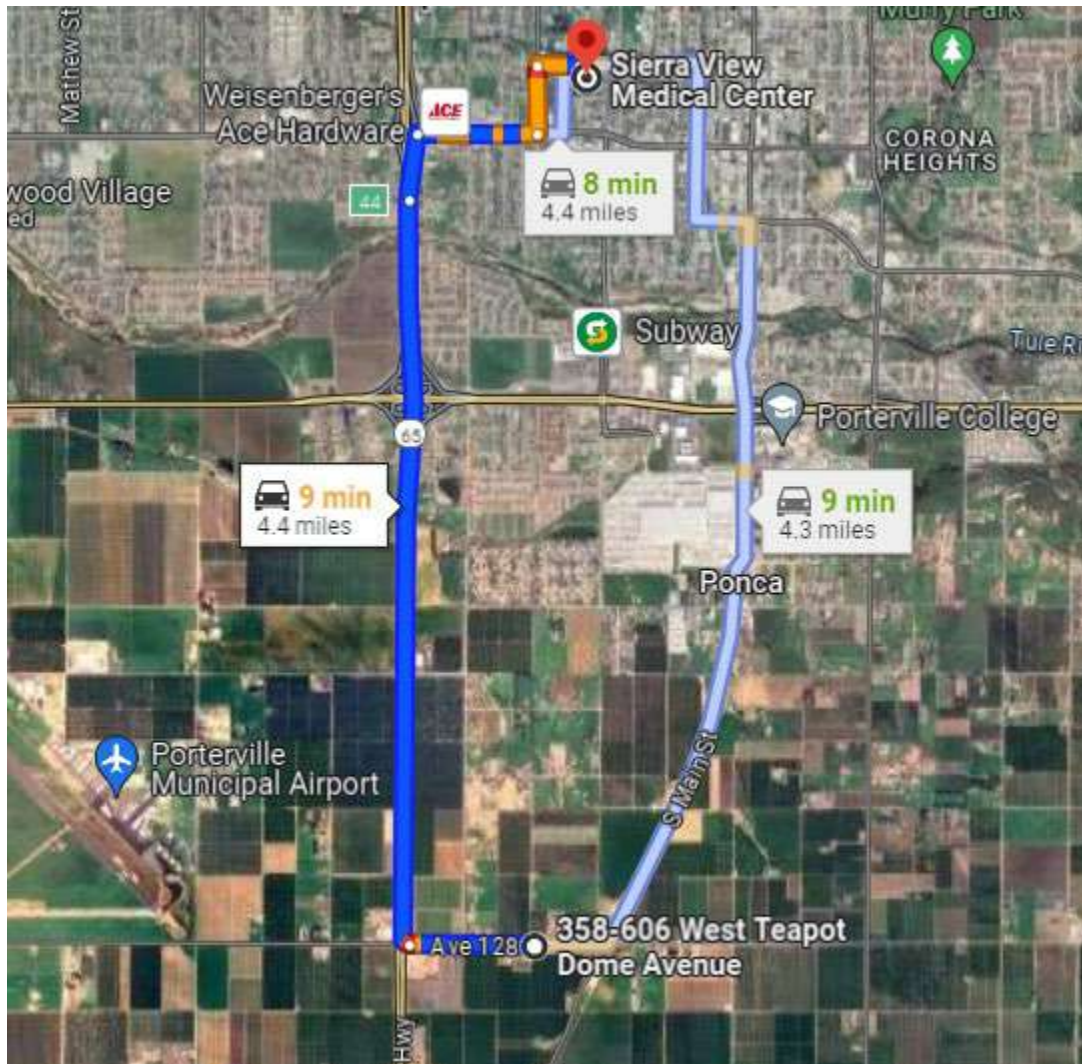 Murry Park
Mathew St
Sierra View
Medical Center
Weisenberger's
Ace Hardware
ACE
CORONA
HEIGHTS
8 min
4.4 miles
wood Village
ed
44
Subway
Tule Ri
65
Porterville College
9 min
4.4 miles
9 min
4.3 miles
Ponca
Porterville
Municipal Airport
S Main St
Ave 128
358-606 West Teapot
Dome Avenue
Hwy